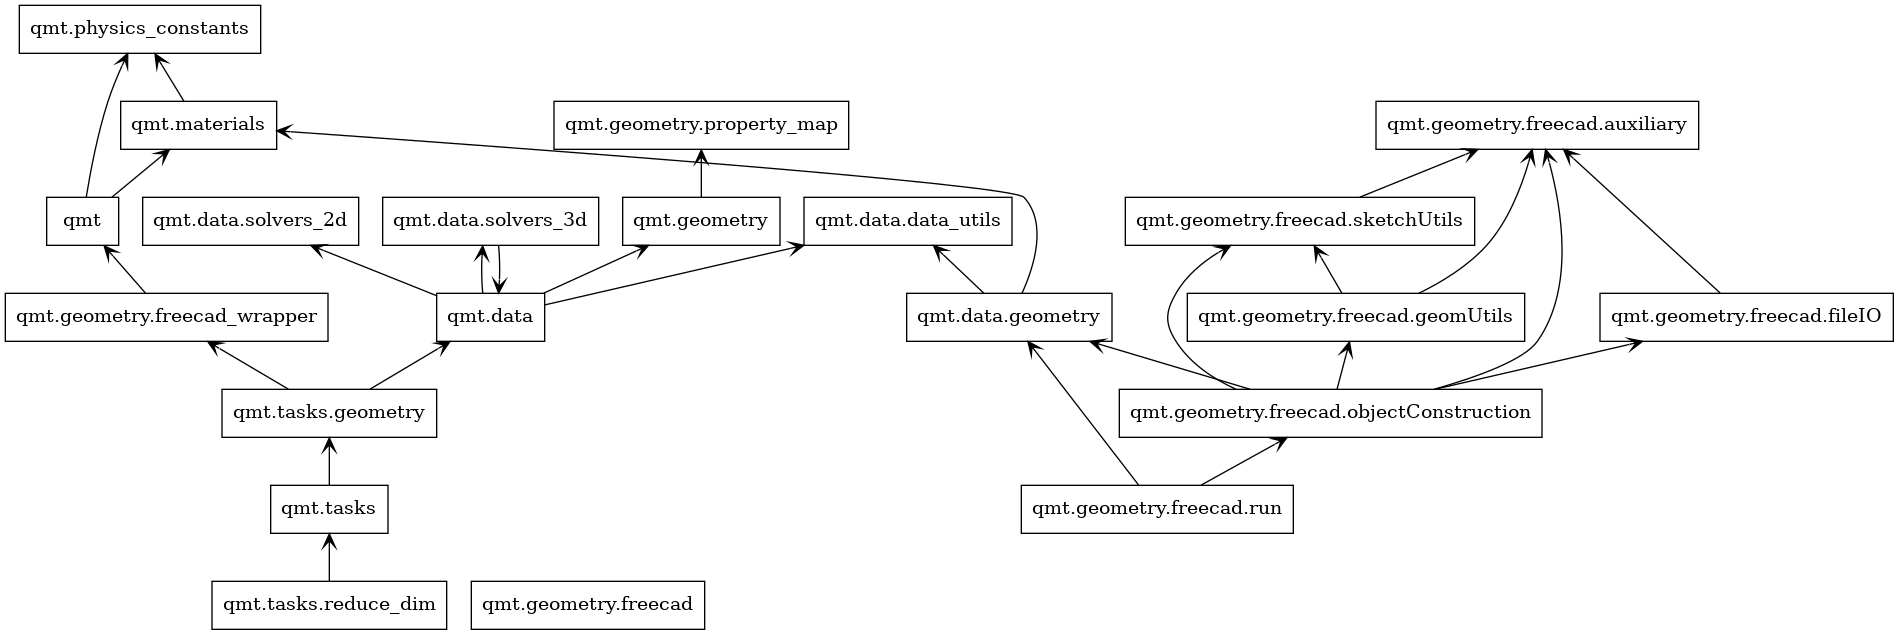 qmt.physics_constants
qmt.materials
qmt.geometry.property_map
qmt.geometry.freecad.auxiliary
qmt
qmt.data.solvers_2d
qmt.data.solvers_3d
qmt.geometry
qmt.data.data_utils
qmt.geometry.freecad.sketchUtils
qmt.geometry.freecad_wrapper
qmt.data
qmt.data.geometry
qmt.geometry.freecad.geomUtils
qmt.geometry.freecad.fileIO
qmt.tasks.geometry
qmt.geometry.freecad.objectConstruction
qmt.tasks
qmt.geometry.freecad.run
qmt.tasks.reduce_dim
qmt.geometry.freecad